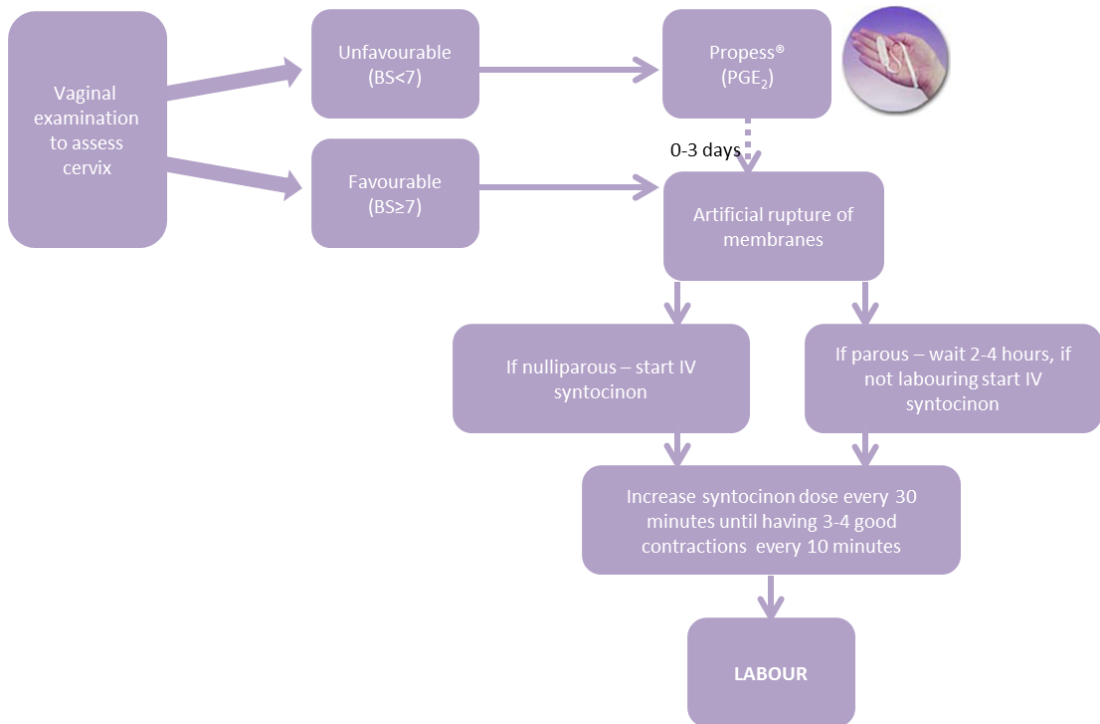 Vaginal
examination
to assess
cervix
Unfavourable
(BS<7)
Propess®
(PGE₂)
0-3 days
Favourable
(BS≥7)
Artificial rupture of
membranes
If nulliparous – start IV
syntocinon
If parous – wait 2-4 hours, if
not labouring start IV
syntocinon
Increase syntocinon dose every 30
minutes until having 3-4 good
contractions every 10 minutes
LABOUR